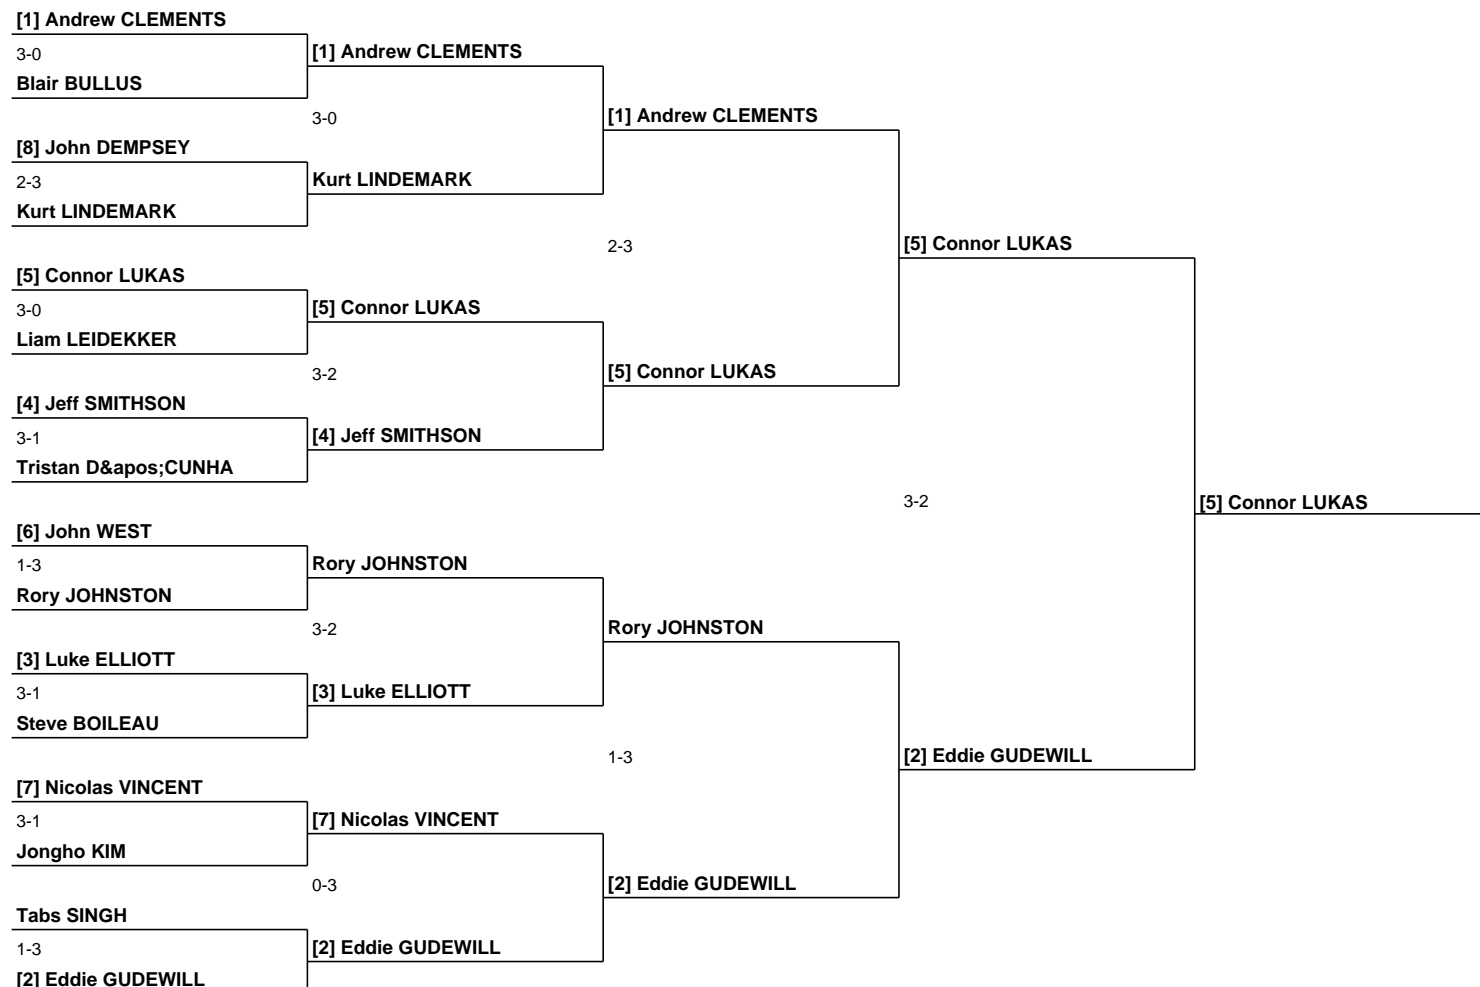 [1] Andrew CLEMENTS
3-0
Blair BULLUS
[8] John DEMPSEY
2-3
Kurt LINDEMARK
[5] Connor LUKAS
3-0
Liam LEIDEKKER
[4] Jeff SMITHSON
3-1
Tristan D&apos;CUNHA
[6] John WEST
1-3
Rory JOHNSTON
[3] Luke ELLIOTT
3-1
Steve BOILEAU
[7] Nicolas VINCENT
3-1
Jongho KIM
Tabs SINGH
1-3
[2] Eddie GUDEWILL
[1] Andrew CLEMENTS
3-0
Kurt LINDEMARK
[5] Connor LUKAS
3-2
[4] Jeff SMITHSON
Rory JOHNSTON
3-2
[3] Luke ELLIOTT
[7] Nicolas VINCENT
0-3
[2] Eddie GUDEWILL
[1] Andrew CLEMENTS
2-3
[5] Connor LUKAS
Rory JOHNSTON
1-3
[2] Eddie GUDEWILL
[5] Connor LUKAS
3-2
[2] Eddie GUDEWILL
[5] Connor LUKAS